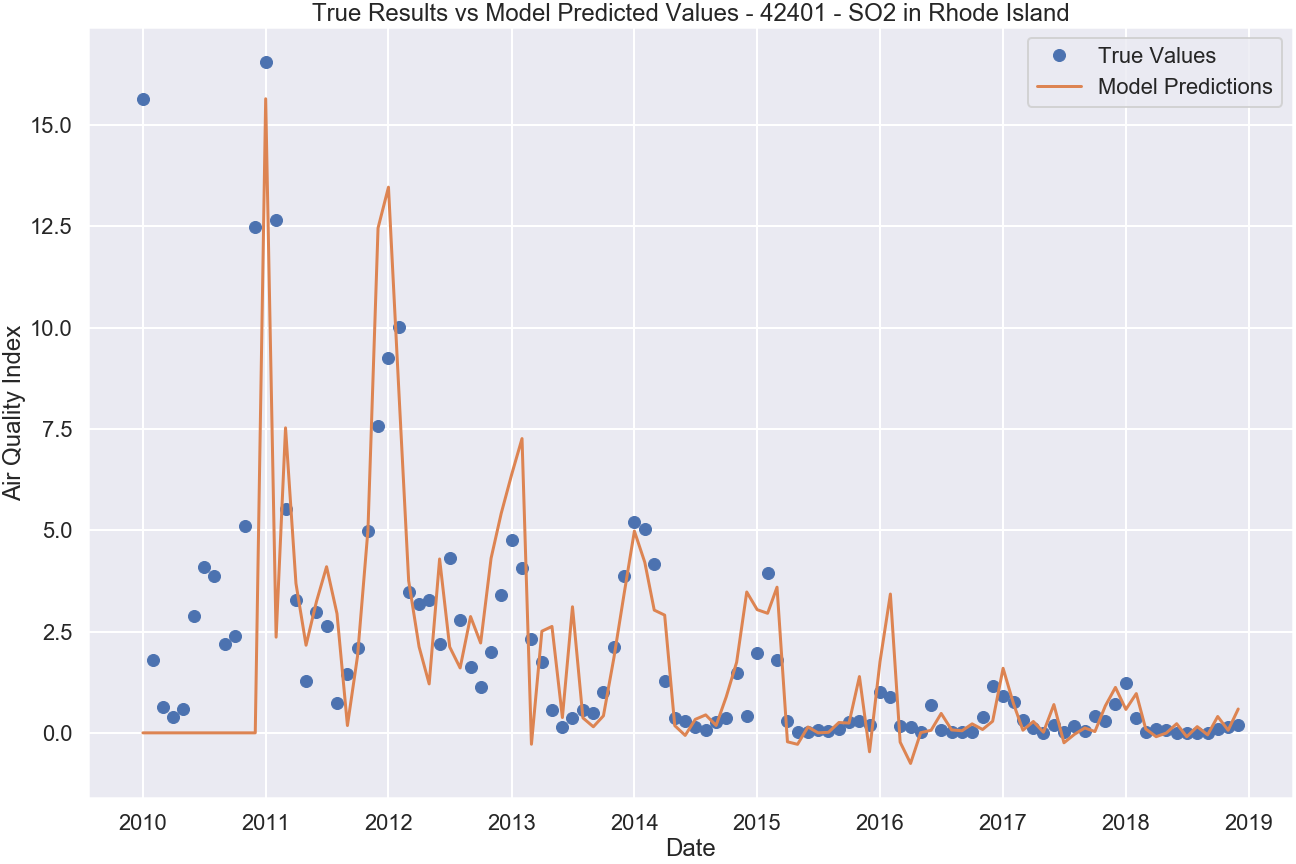 True Results vs Model Predicted Values - 42401 - SO2 in Rhode Island
True Values
Model Predictions
15.0
12.5
10.0
7.5
5.0
2.5
0.0
Air Quality Index
2010 2011 2012 2013 2014 2015 2016 2017 2018 2019
Date